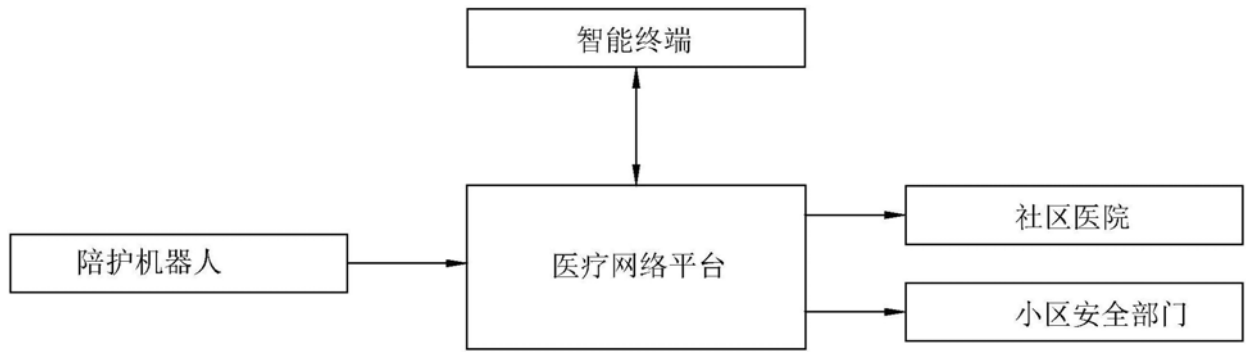 智能终端
社区医院
陪护机器人
医疗网络平台
小区安全部门